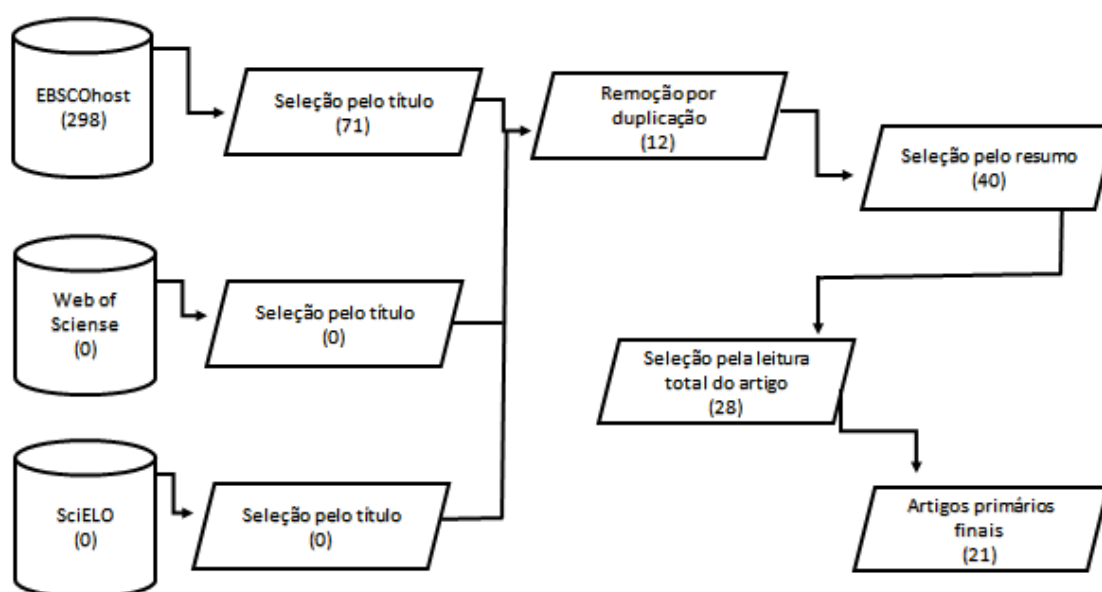 EBSCOhost
(298)
Seleção pelo título
(71)
Remoção por
duplicação
(12)
Seleção pelo resumo
(40)
Web of
Sciense
(0)
Seleção pelo título
(0)
Seleção pela leitura
total do artigo
(28)
SciELO
(0)
Seleção pelo título
(0)
Artigos primários
finais
(21)